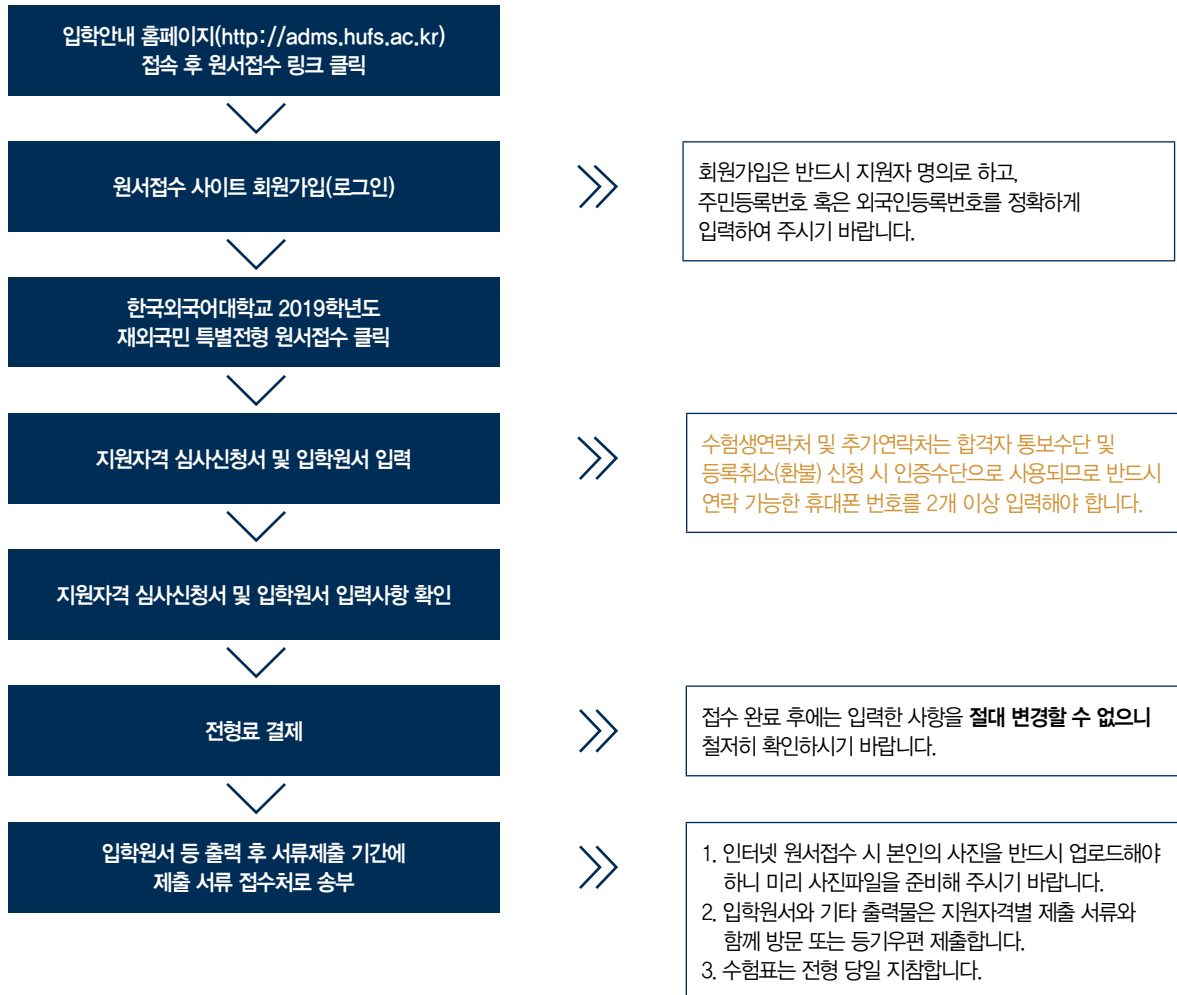 입학안내 홈페이지(http://adms.hufs.ac.kr)
접속 후 원서접수 링크 클릭
원서접수 사이트 회원가입(로그인)
회원가입은 반드시 지원자 명의로 하고,
주민등록번호 혹은 외국인등록번호를 정확하게
입력하여 주시기 바랍니다.
한국외국어대학교 2019학년도
재외국민 특별전형 원서접수 클릭
지원자격 심사신청서 및 입학원서 입력
수험생연락처 및 추가연락처는 합격자 통보수단 및
등록취소(환불) 신청 시 인증수단으로 사용되므로 반드시
연락 가능한 휴대폰 번호를 2개 이상 입력해야 합니다.
지원자격 심사신청서 및 입학원서 입력사항 확인
전형료 결제
접수 완료 후에는 입력한 사항을 절대 변경할 수 없으니
철저히 확인하시기 바랍니다.
입학원서 등 출력 후 서류제출 기간에
제출 서류 접수처로 송부
1. 인터넷 원서접수 시 본인의 사진을 반드시 업로드해야
하니 미리 사진파일을 준비해 주시기 바랍니다.
2. 입학원서와 기타 출력물은 지원자격별 제출 서류와
함께 방문 또는 등기우편 제출합니다.
3. 수험표는 전형 당일 지참합니다.